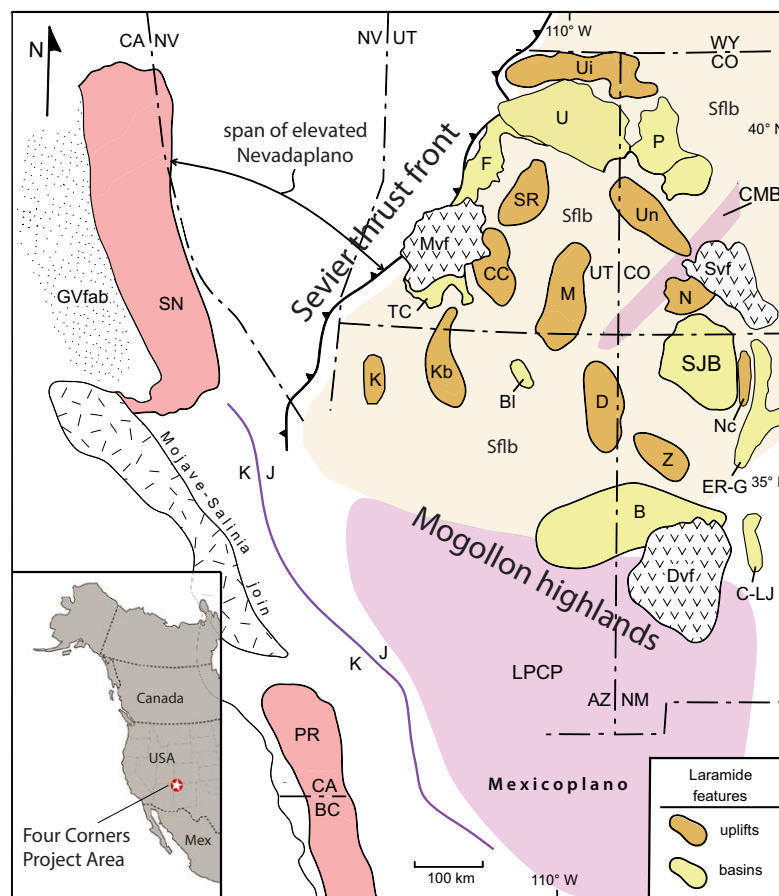 110° W
CA NV
NV UT
WY
CO
N
Ui
Sflb
40° N
span of elevated
Nevadaplano
U
P
F
Sevier thrust front
SR
Sflb
Un
CMB
Mvf
CC
UT CO
Svf
GVfab
SN
M
N
TC
SJB
K
Kb
Bl
D
Nc
Z
Sflb
ER-G
35°
K J
Mojave-Salinia
join
B
Mogollon highlands
Dvf
C-LJ
K J
LPCP
AZ NM
Canada
USA
Mex
Four Corners
Project Area
PR
CA
BC
Mexicoplano
Laramide
features
uplifts
basins
100 km
110° W